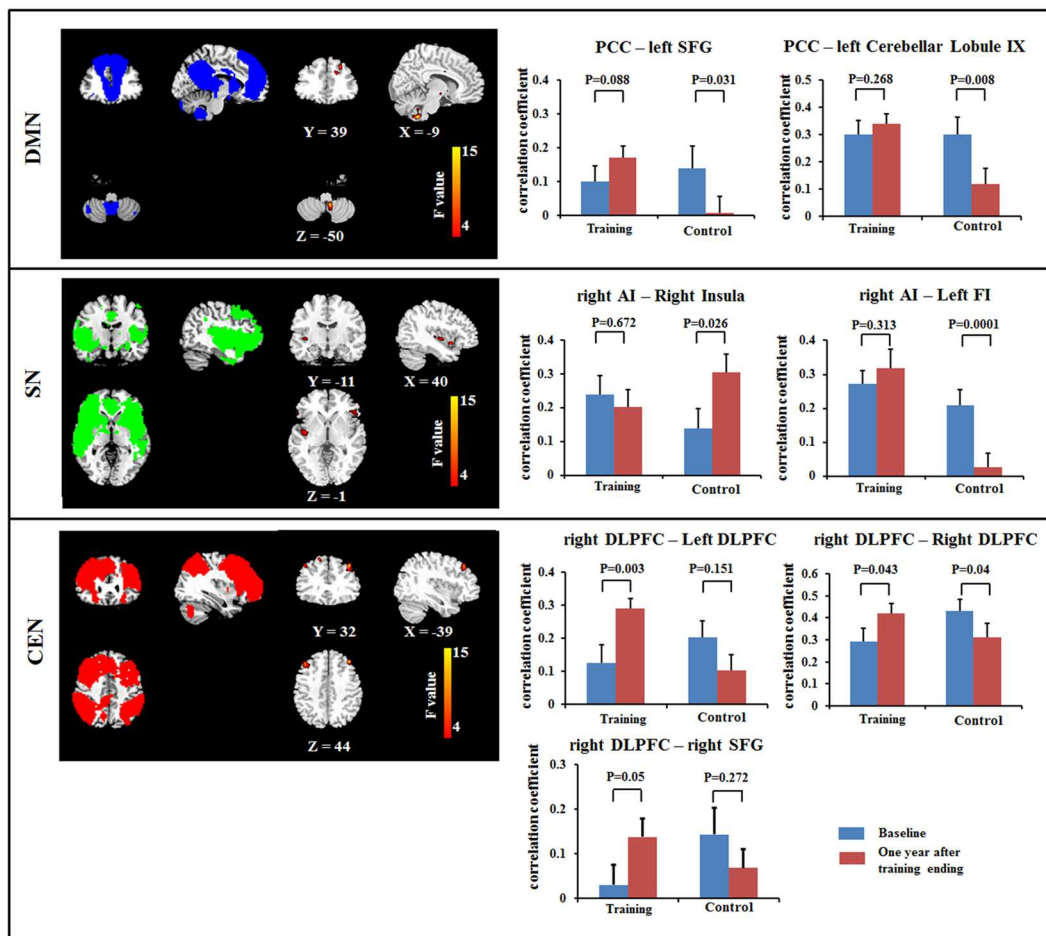 DMN
Y = 39
X = -9
Z = -50
15
F value
4
PCC – left SFG
correlation coefficient
0.4
0.3
0.2
0.1
0
P=0.088
P=0.031
Training
Control
PCC – left Cerebellar Lobule IX
correlation coefficient
0.4
0.3
0.2
0.1
0
P=0.268
P=0.008
Training
Control
SN
Y = -11
X = 40
Z = -1
15
F value
4
right AI – Right Insula
correlation coefficient
0.4
0.3
0.2
0.1
0
P=0.672
P=0.026
Training
Control
right AI – Left FI
correlation coefficient
0.4
0.3
0.2
0.1
0
P=0.313
P=0.0001
Training
Control
CEN
Y = 32
X = -39
Z = 44
15
F value
4
right DLPFC – Left DLPFC
correlation coefficient
0.4
0.3
0.2
0.1
0
P=0.003
P=0.151
Training
Control
right DLPFC – Right DLPFC
correlation coefficient
0.6
0.5
0.4
0.3
0.2
0.1
0
P=0.043
P=0.04
Training
Control
right DLPFC – right SFG
correlation coefficient
0.3
0.2
0.1
0
P=0.05
P=0.272
Training
Control
Baseline
One year after
training ending